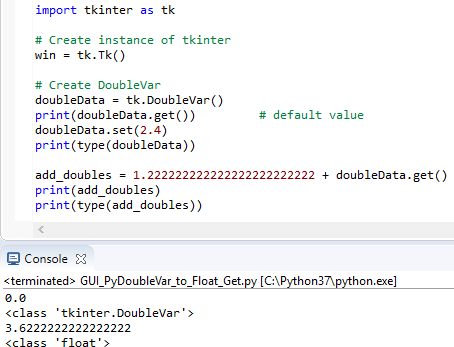 import tkinter as tk
# Create instance of tkinter
win = tk.Tk()
# Create DoubleVar
doubleData = tk.DoubleVar()
print(doubleData.get())          # default value
doubleData.set(2.4)
print(type(doubleData))
add_doubles = 1.222222222222222222222222 + doubleData.get()
print(add_doubles)
print(type(add_doubles))
Console
<terminated> GUI_PyDoubleVar_to_Float_Get.py [C:\Python37\python.exe]
0.0
<class 'tkinter.DoubleVar'>
3.6222222222222222
<class 'float'>